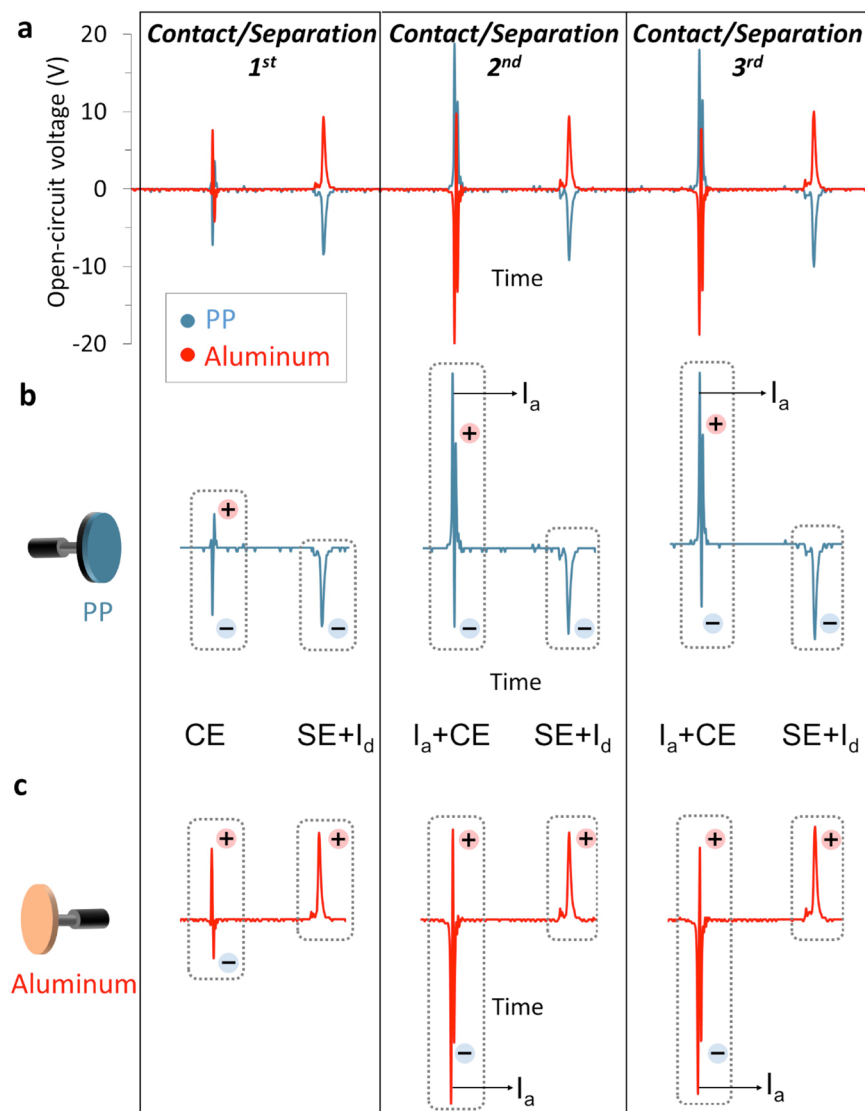 a
Contact/Separation
1st
Contact/Separation
2nd
Contact/Separation
3rd
Open-circuit voltage (V)
20
10
0
-10
-20
Time
PP
Aluminum
b
Ia
+
Ia
+
+
PP
−
−
−
−
−
−
Time
CE
SE+Id
Ia+CE
SE+Id
Ia+CE
SE+Id
c
+
+
+
+
+
+
Aluminum
−
Time
−
−
Ia
Ia